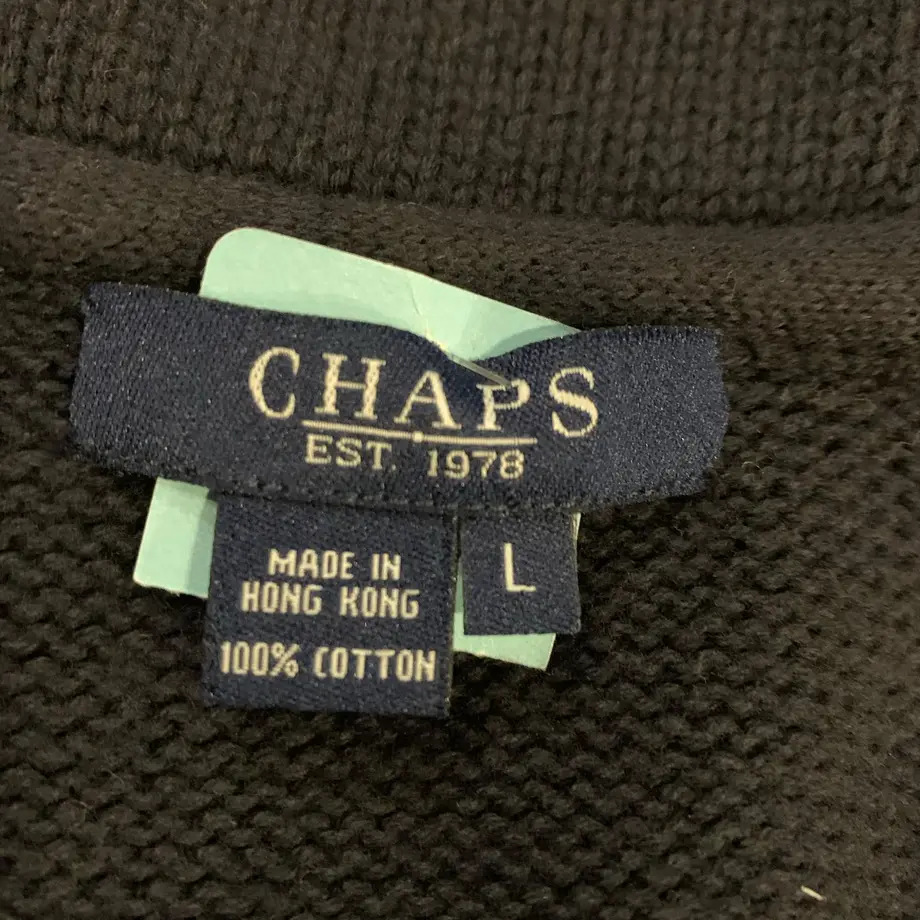 CHAPS
EST. 1978
MADE IN
HONG KONG
100% COTTON
L